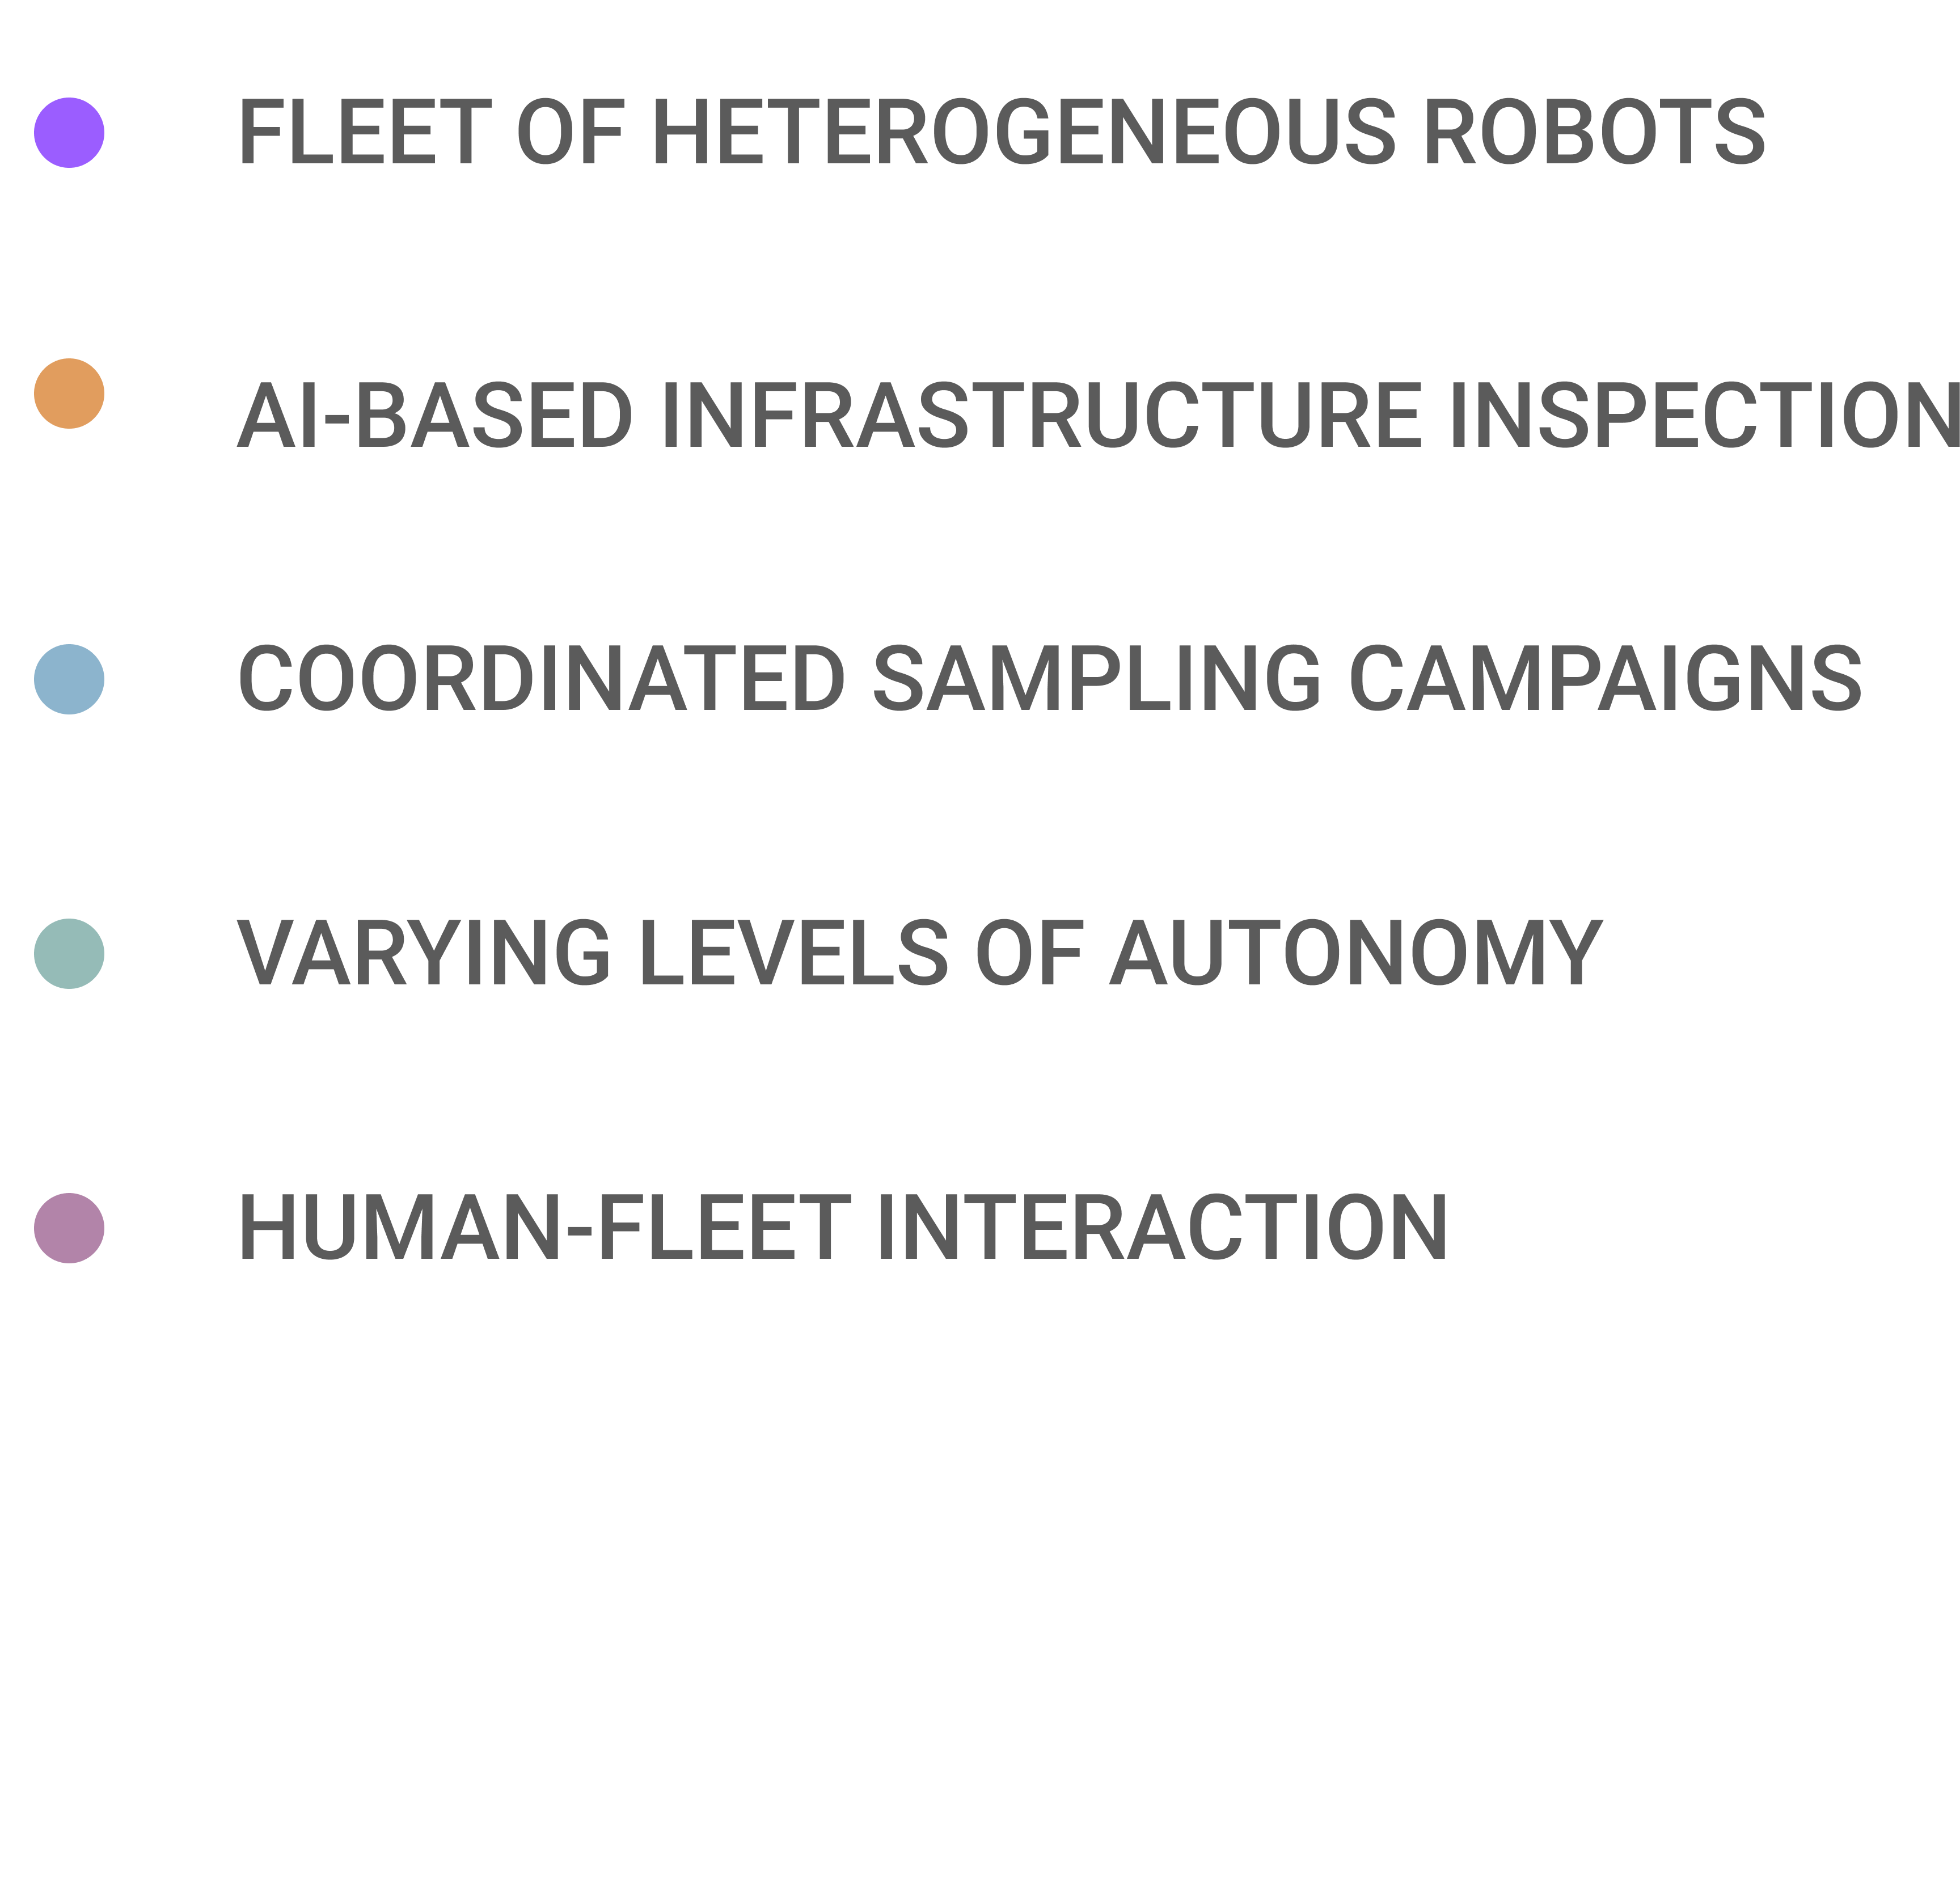 FLEET OF HETEROGENEOUS ROBOTS
AI-BASED INFRASTRUCTURE INSPECTION
COORDINATED SAMPLING CAMPAIGNS
VARYING LEVELS OF AUTONOMY
HUMAN-FLEET INTERACTION